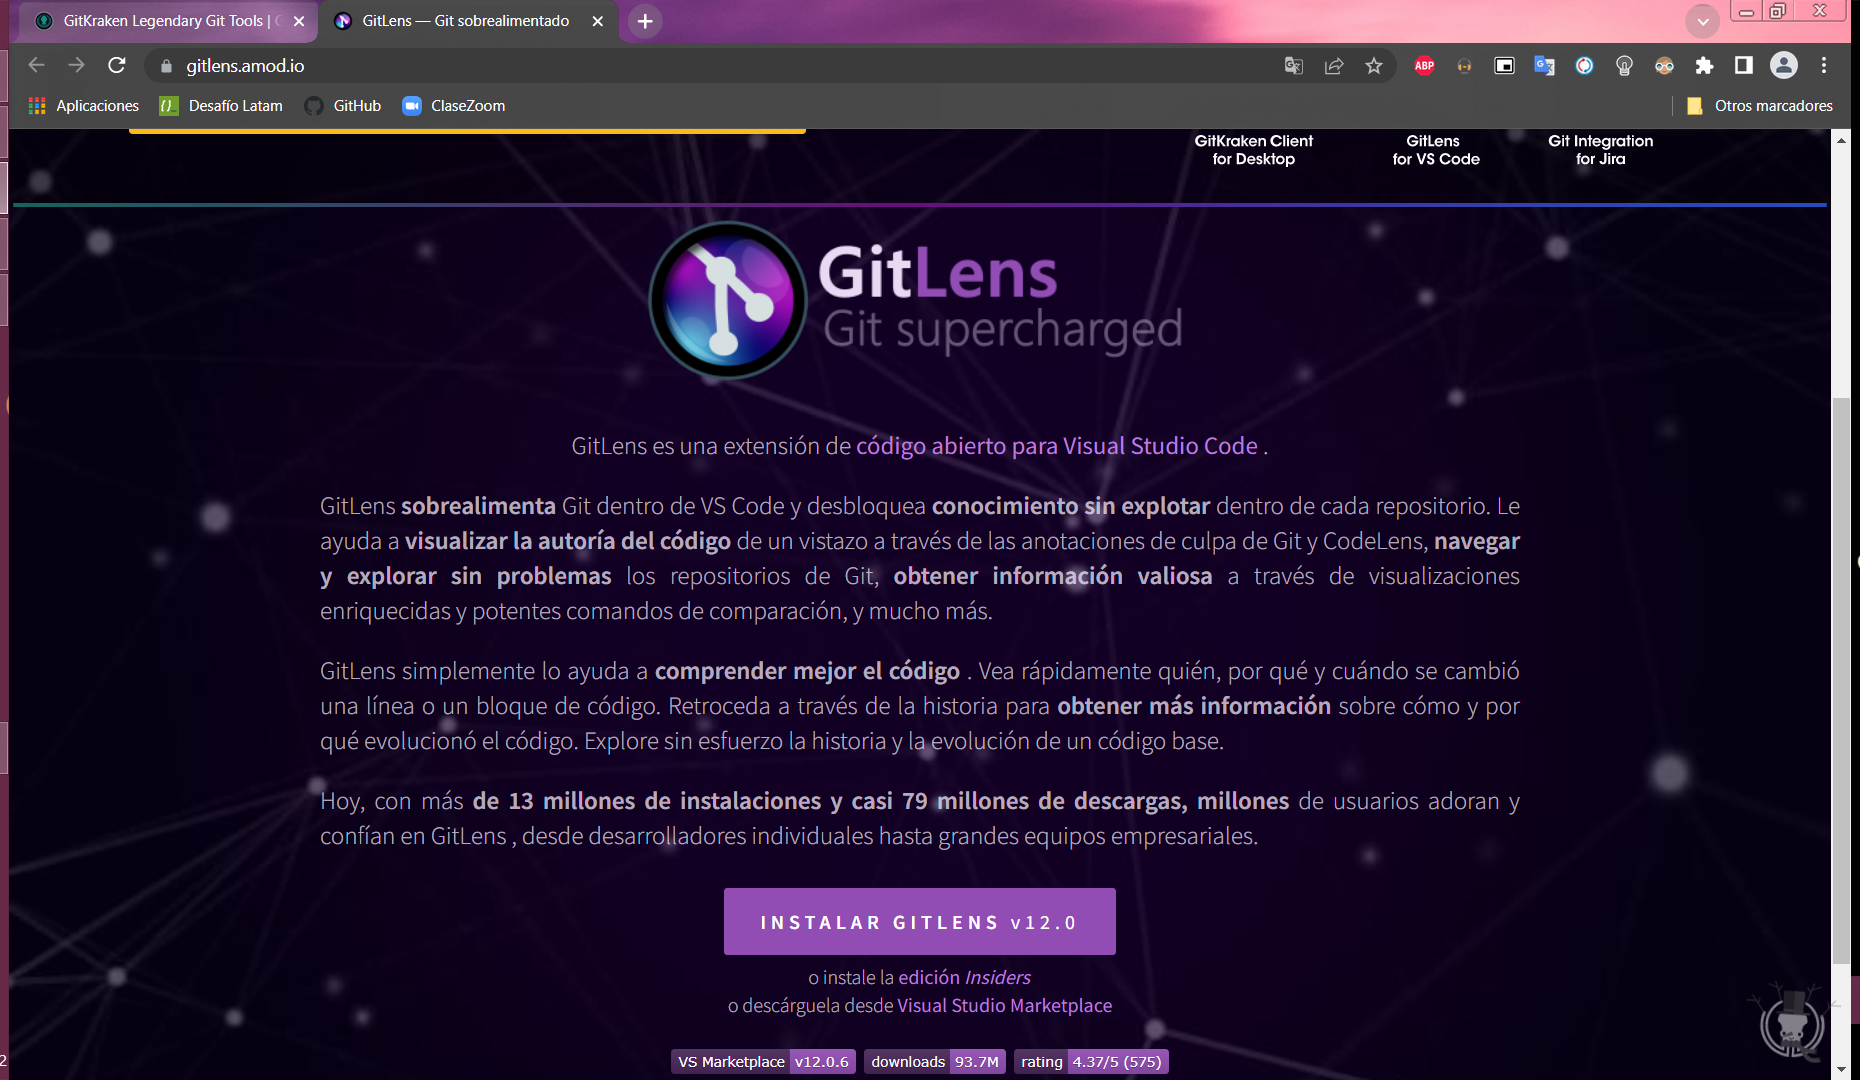 GitKraken Legendary Git Tools | G
GitLens — Git sobrealimentado
gitlens.amod.io
ABP
Aplicaciones
Desafío Latam
GitHub
ClaseZoom
Otros marcadores
GitKraken Client
for Desktop
GitLens
for VS Code
Git Integration
for Jira
GitLens
Git supercharged
GitLens es una extensión de código abierto para Visual Studio Code .
GitLens sobrealimenta Git dentro de VS Code y desbloquea conocimiento sin explotar dentro de cada repositorio. Le
ayuda a visualizar la autoría del código de un vistazo a través de las anotaciones de culpa de Git y CodeLens, navegar
y explorar sin problemas los repositorios de Git, obtener información valiosa a través de visualizaciones
enriquecidas y potentes comandos de comparación, y mucho más.
GitLens simplemente lo ayuda a comprender mejor el código . Vea rápidamente quién, por qué y cuándo se cambió
una línea o un bloque de código. Retroceda a través de la historia para obtener más información sobre cómo y por
qué evolucionó el código. Explore sin esfuerzo la historia y la evolución de un código base.
Hoy, con más de 13 millones de instalaciones y casi 79 millones de descargas, millones de usuarios adoran y
confían en GitLens , desde desarrolladores individuales hasta grandes equipos empresariales.
INSTALAR GITLENS v12.0
o instale la edición Insiders
o descárguela desde Visual Studio Marketplace
VS Marketplace v12.0.6
downloads 93.7M
rating 4.37/5 (575)
2